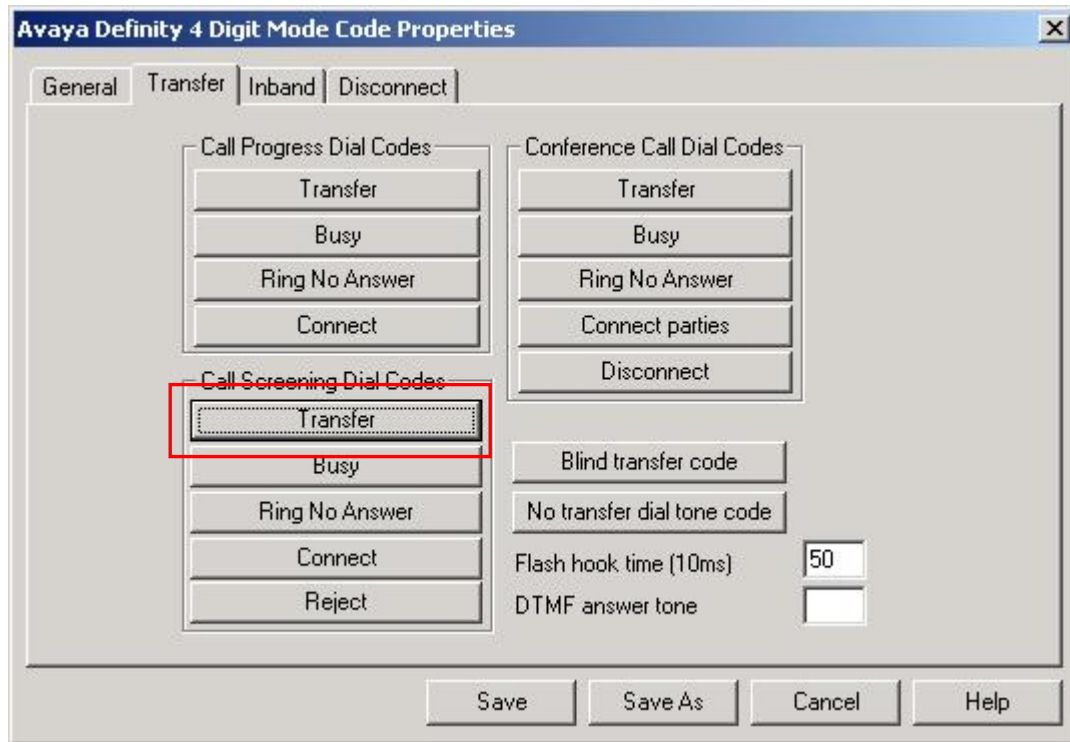 Avaya Definity 4 Digit Mode Code Properties
General Transfer Inband Disconnect
Call Progress Dial Codes
Transfer
Busy
Ring No Answer
Connect
Conference Call Dial Codes
Transfer
Busy
Ring No Answer
Connect parties
Disconnect
Call Screening Dial Codes
Transfer
Busy
Ring No Answer
Connect
Reject
Blind transfer code
No transfer dial tone code
Flash hook time (10ms) 50
DTMF answer tone
Save Save As Cancel Help